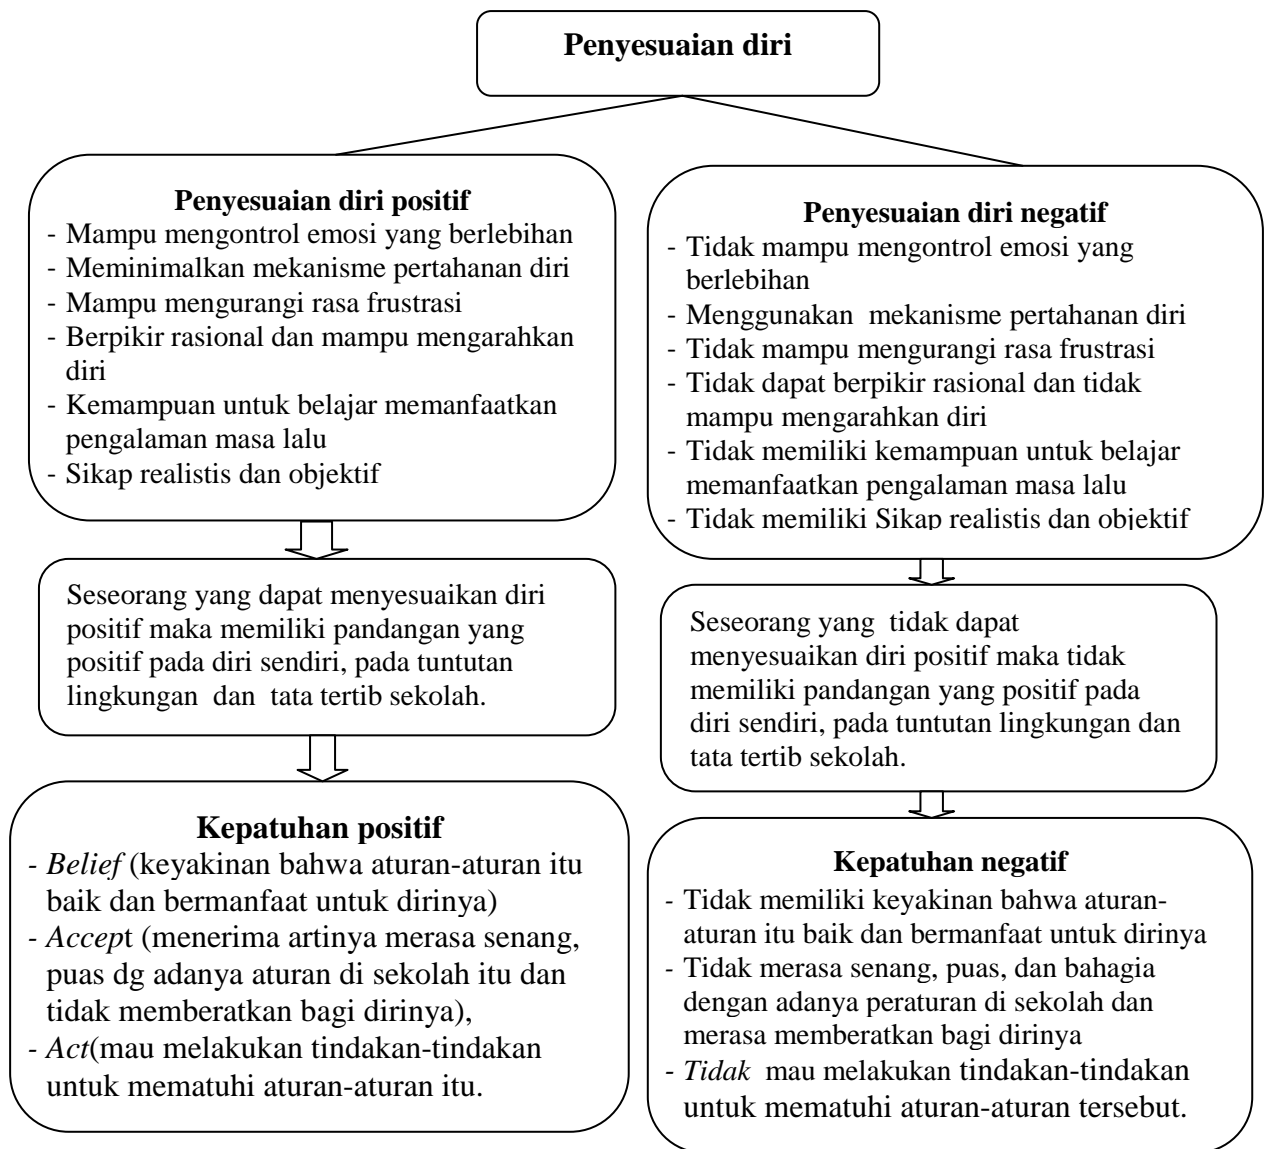 Penyesuaian diri
Penyesuaian diri positif
- Mampu mengontrol emosi yang berlebihan
- Meminimalkan mekanisme pertahanan diri
- Mampu mengurangi rasa frustrasi
- Berpikir rasional dan mampu mengarahkan
diri
- Kemampuan untuk belajar memanfaatkan
pengalaman masa lalu
- Sikap realistis dan objektif
Penyesuaian diri negatif
- Tidak mampu mengontrol emosi yang
berlebihan
- Menggunakan mekanisme pertahanan diri
- Tidak mampu mengurangi rasa frustrasi
- Tidak dapat berpikir rasional dan tidak
mampu mengarahkan diri
- Tidak memiliki kemampuan untuk belajar
memanfaatkan pengalaman masa lalu
- Tidak memiliki Sikap realistis dan objektif
Seseorang yang dapat menyesuaikan diri
positif maka memiliki pandangan yang
positif pada diri sendiri, pada tuntutan
lingkungan dan tata tertib sekolah.
Seseorang yang tidak dapat
menyesuaikan diri positif maka tidak
memiliki pandangan yang positif pada
diri sendiri, pada tuntutan lingkungan dan
tata tertib sekolah.
Kepatuhan positif
- Belief (keyakinan bahwa aturan-aturan itu
baik dan bermanfaat untuk dirinya)
- Accept (menerima artinya merasa senang,
puas dg adanya aturan di sekolah itu dan
tidak memberatkan bagi dirinya),
- Act(mau melakukan tindakan-tindakan
untuk mematuhi aturan-aturan itu.
Kepatuhan negatif
- Tidak memiliki keyakinan bahwa aturan-
aturan itu baik dan bermanfaat untuk dirinya
- Tidak merasa senang, puas, dan bahagia
dengan adanya peraturan di sekolah dan
merasa memberatkan bagi dirinya
- Tidak mau melakukan tindakan-tindakan
untuk mematuhi aturan-aturan tersebut.